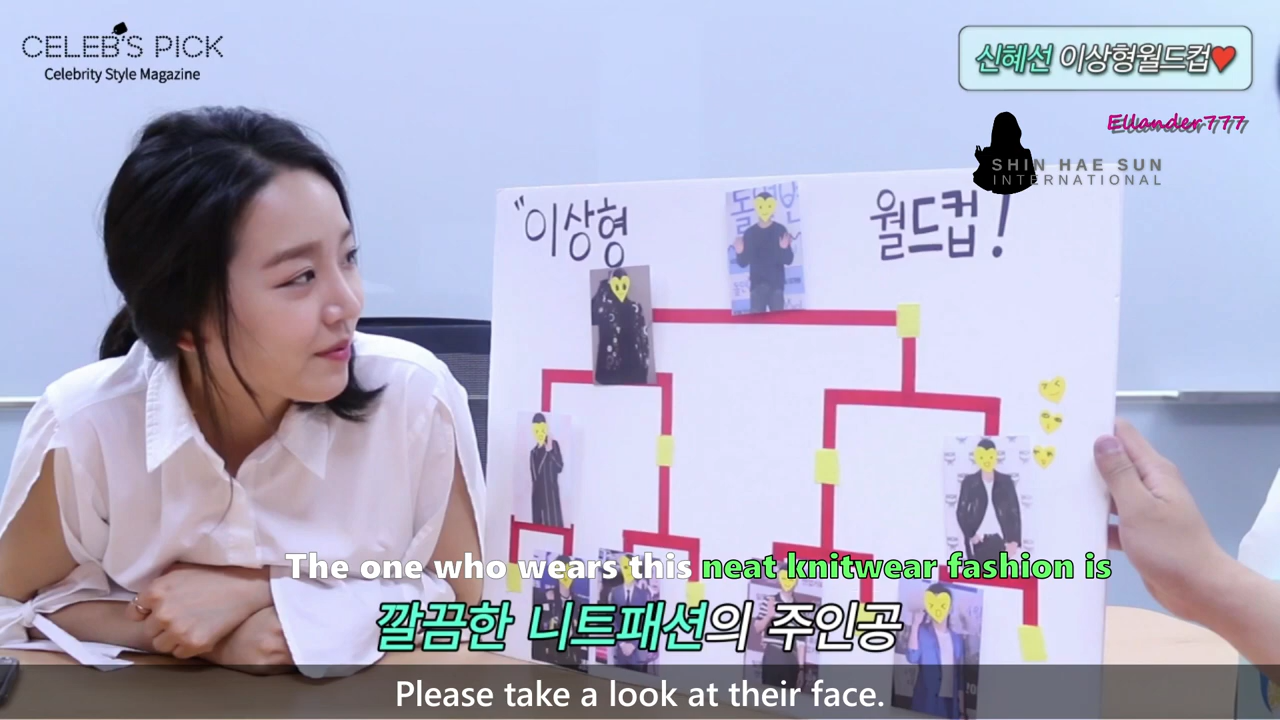 CELEB'S PICK
Celebrity Style Magazine
신혜선 이상형월드컵♥
Ellander777
SHIN HAE SUN
INTERNATIONAL
"이상형 월드컵!
The one who wears this neat knitwear fashion is
깔끔한 니트패션의 주인공
Please take a look at their face.